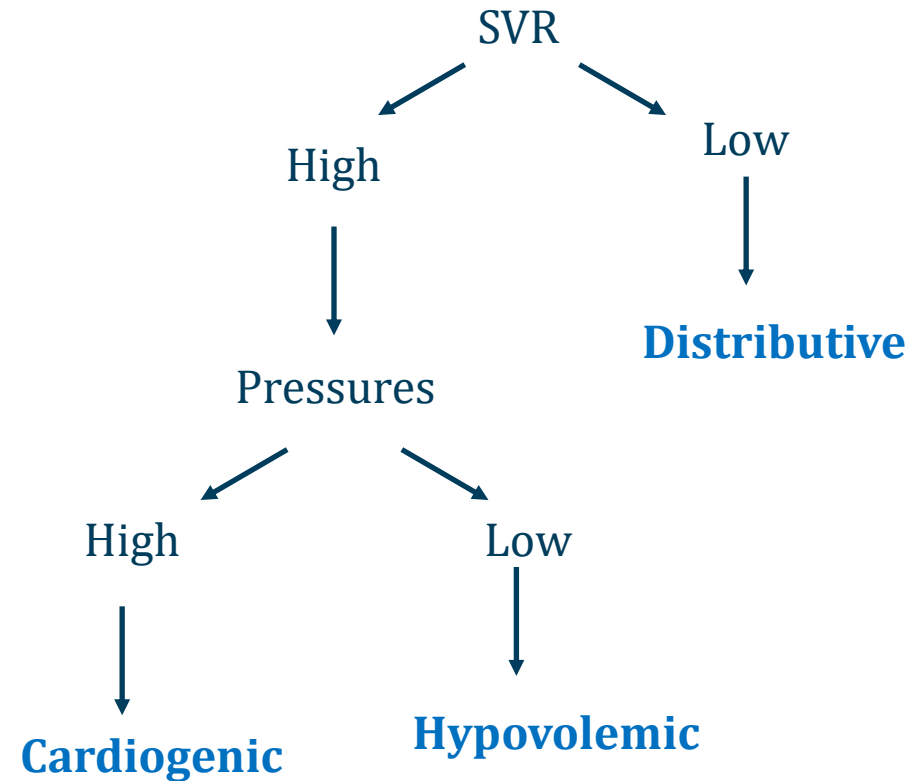 SVR
High
Low
Distributive
Pressures
High
Low
Cardiogenic
Hypovolemic